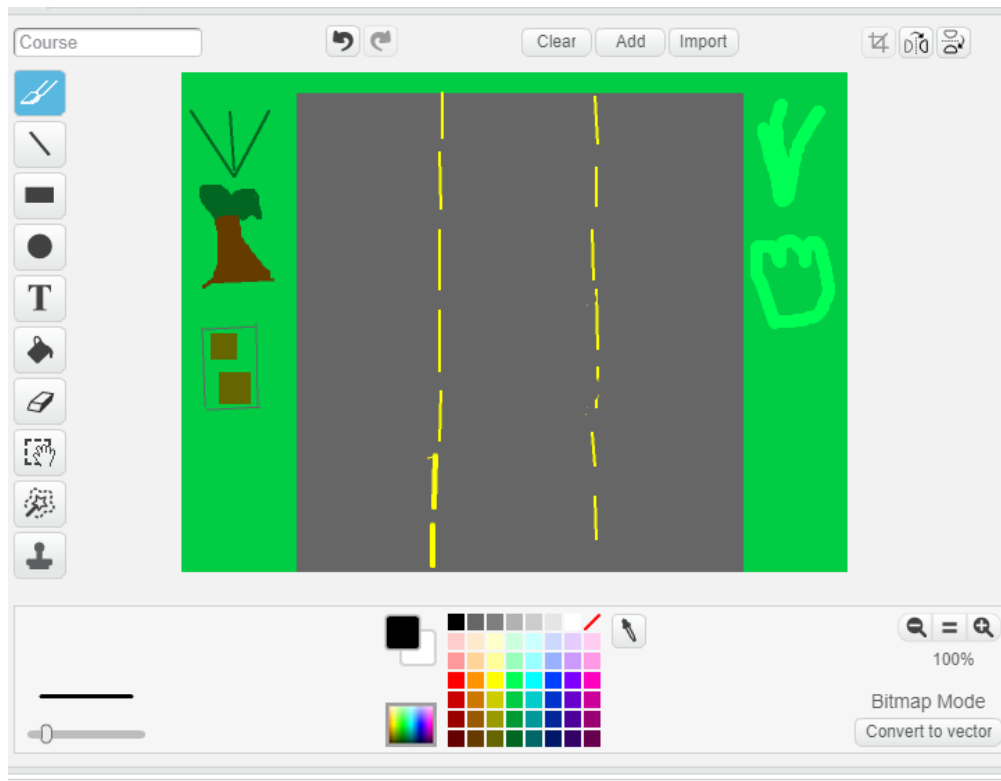 Course
Clear Add Import
T
100%
Bitmap Mode
Convert to vector